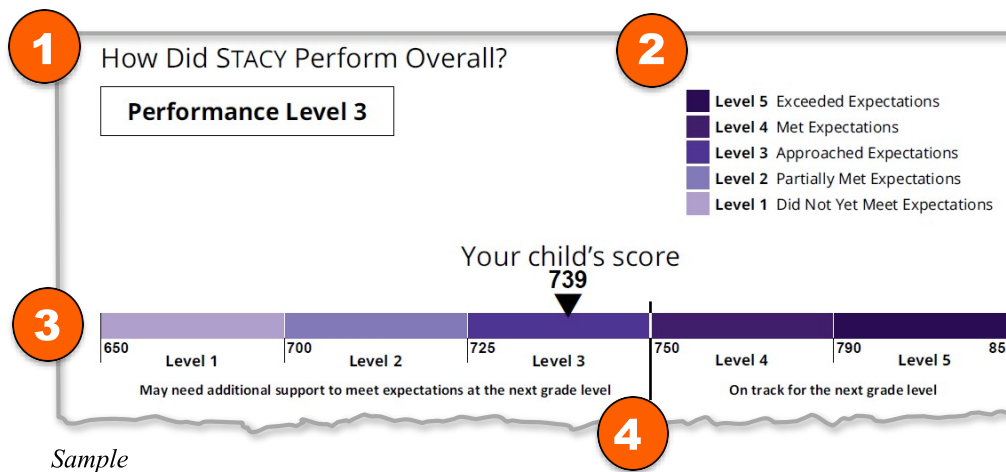 1
How Did STACY Perform Overall?
2
Performance Level 3
Level 5 Exceeded Expectations
Level 4 Met Expectations
Level 3 Approached Expectations
Level 2 Partially Met Expectations
Level 1 Did Not Yet Meet Expectations
Your child's score
739
3
650 700 725 750 790 85
Level 1 Level 2 Level 3 Level 4 Level 5
May need additional support to meet expectations at the next grade level On track for the next grade level
4
Sample